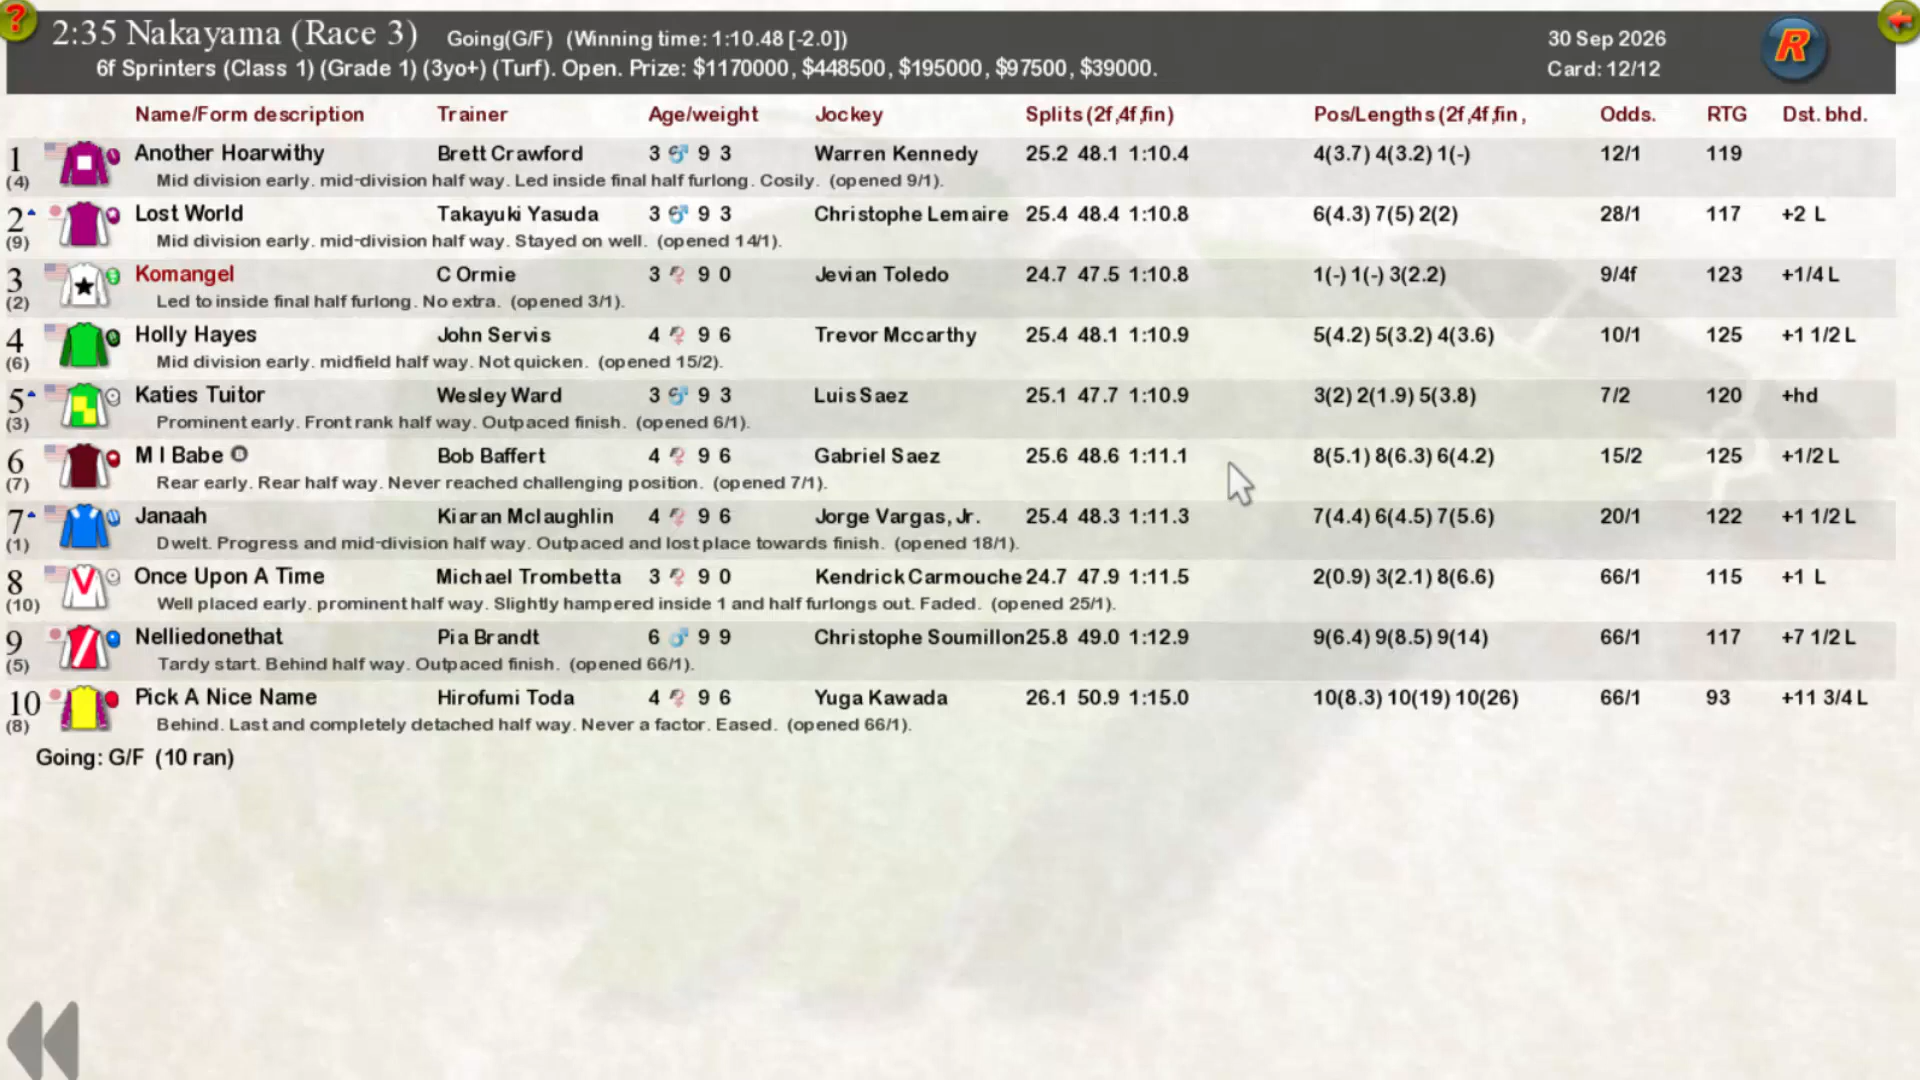 2:35 Nakayama (Race 3) Going(G/F) (Winning time: 1:10.48 [-2.0]) 30 Sep 2026
6f Sprinters (Class 1) (Grade 1) (3yo+) (Turf). Open. Prize: $1170000, $448500, $195000, $97500, $39000. Card: 12/12
Name/Form description Trainer Age/weight Jockey Splits (2f,4f,fin) Pos/Lengths (2f,4f,fin, Odds. RTG Dst. bhd.
1 Another Hoarwithy Brett Crawford 3 9 3 Warren Kennedy 25.2 48.1 1:10.4 4(3.7) 4(3.2) 1(-) 12/1 119
(4) Mid division early. mid-division half way. Led inside final half furlong. Cosily. (opened 9/1).
2 Lost World Takayuki Yasuda 3 9 3 Christophe Lemaire 25.4 48.4 1:10.8 6(4.3) 7(5) 2(2) 28/1 117 +2 L
(9) Mid division early. mid-division half way. Stayed on well. (opened 14/1).
3 Komangel C Ormie 3 9 0 Jevian Toledo 24.7 47.5 1:10.8 1(-) 1(-) 3(2.2) 9/4f 123 +1/4 L
(2) Led to inside final half furlong. No extra. (opened 3/1).
4 Holly Hayes John Servis 4 9 6 Trevor Mccarthy 25.4 48.1 1:10.9 5(4.2) 5(3.2) 4(3.6) 10/1 125 +1 1/2 L
(6) Mid division early. midfield half way. Not quicken. (opened 15/2).
5 Katies Tuitor Wesley Ward 3 9 3 Luis Saez 25.1 47.7 1:10.9 3(2) 2(1.9) 5(3.8) 7/2 120 +hd
(3) Prominent early. Front rank half way. Outpaced finish. (opened 6/1).
6 M I Babe Bob Baffert 4 9 6 Gabriel Saez 25.6 48.6 1:11.1 8(5.1) 8(6.3) 6(4.2) 15/2 125 +1/2 L
(7) Rear early. Rear half way. Never reached challenging position. (opened 7/1).
7 Janaah Kiaran Mclaughlin 4 9 6 Jorge Vargas, Jr. 25.4 48.3 1:11.3 7(4.4) 6(4.5) 7(5.6) 20/1 122 +1 1/2 L
(1) Dwelt. Progress and mid-division half way. Outpaced and lost place towards finish. (opened 18/1).
8 Once Upon A Time Michael Trombetta 3 9 0 Kendrick Carmouche 24.7 47.9 1:11.5 2(0.9) 3(2.1) 8(6.6) 66/1 115 +1 L
(10) Well placed early. prominent half way. Slightly hampered inside 1 and half furlongs out. Faded. (opened 25/1).
9 Nelliedonethat Pia Brandt 6 9 9 Christophe Soumillon 25.8 49.0 1:12.9 9(6.4) 9(8.5) 9(14) 66/1 117 +7 1/2 L
(5) Tardy start. Behind half way. Outpaced finish. (opened 66/1).
10 Pick A Nice Name Hirofumi Toda 4 9 6 Yuga Kawada 26.1 50.9 1:15.0 10(8.3) 10(19) 10(26) 66/1 93 +11 3/4 L
(8) Behind. Last and completely detached half way. Never a factor. Eased. (opened 66/1).
Going: G/F (10 ran)